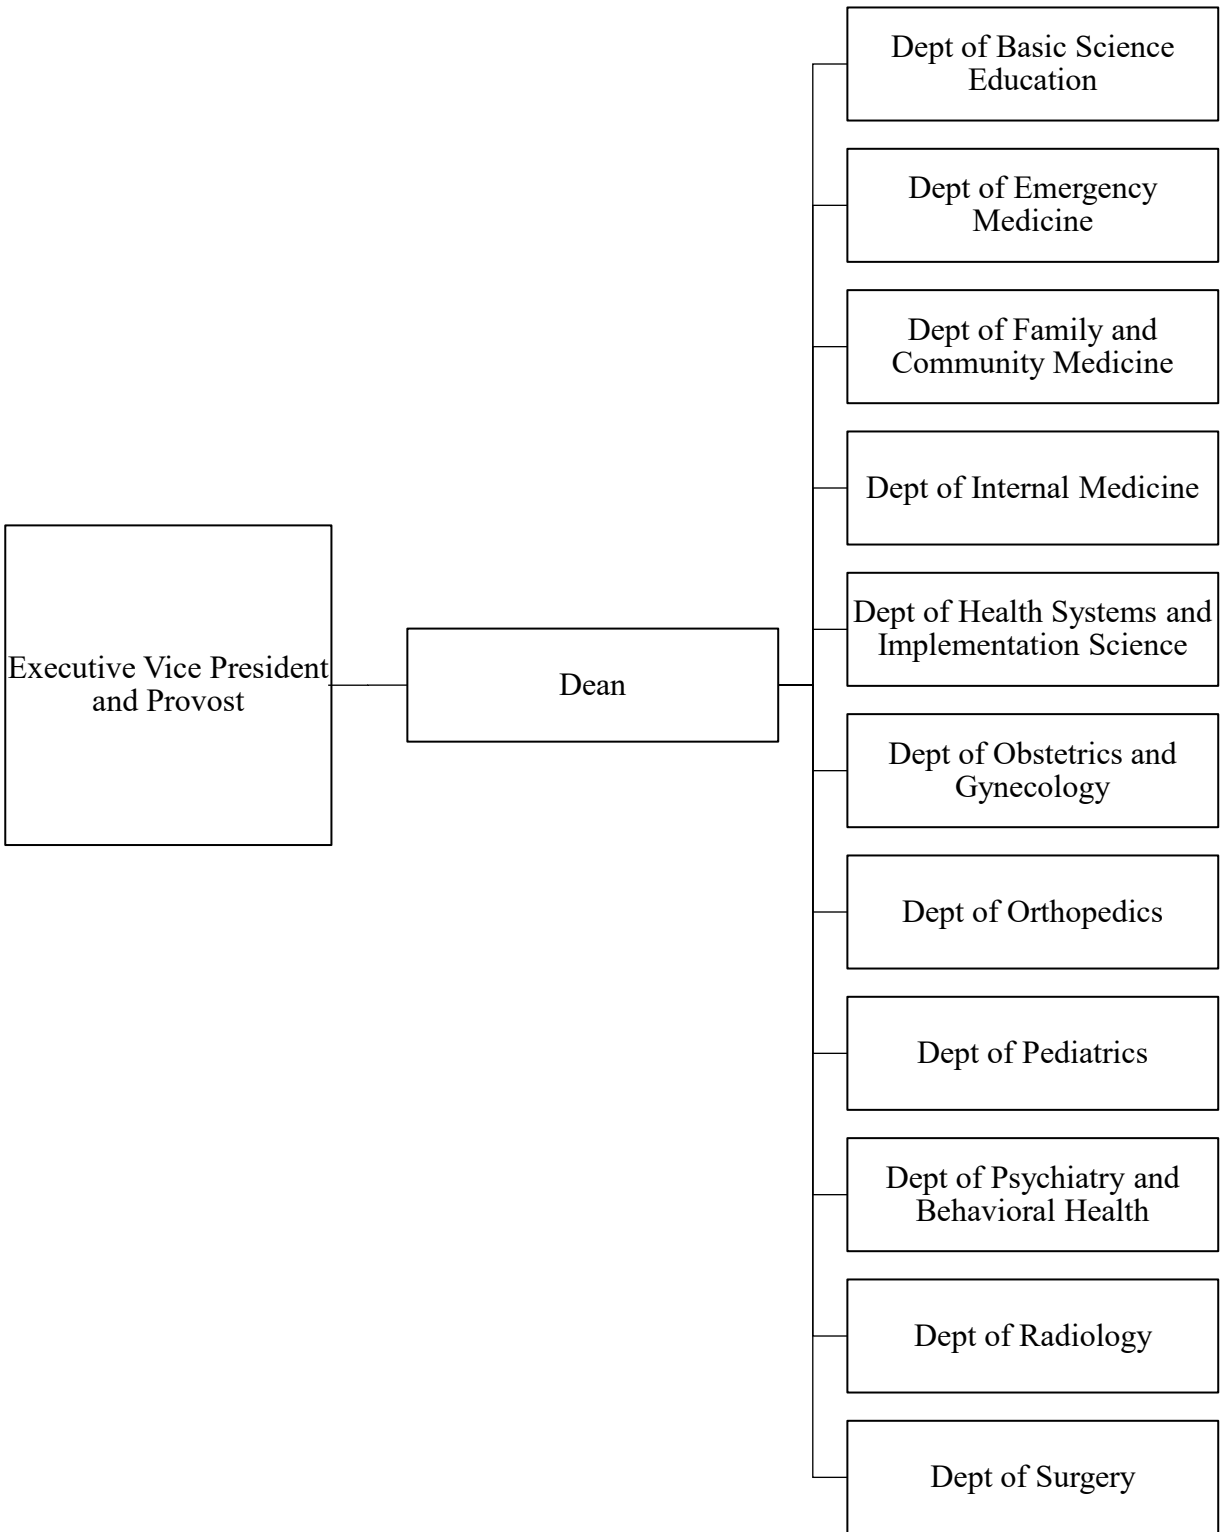 Dept of Basic Science
Education
Dept of Emergency
Medicine
Dept of Family and
Community Medicine
Dept of Internal Medicine
Dept of Health Systems and
Implementation Science
Executive Vice President
and Provost
Dean
Dept of Obstetrics and
Gynecology
Dept of Orthopedics
Dept of Pediatrics
Dept of Psychiatry and
Behavioral Health
Dept of Radiology
Dept of Surgery